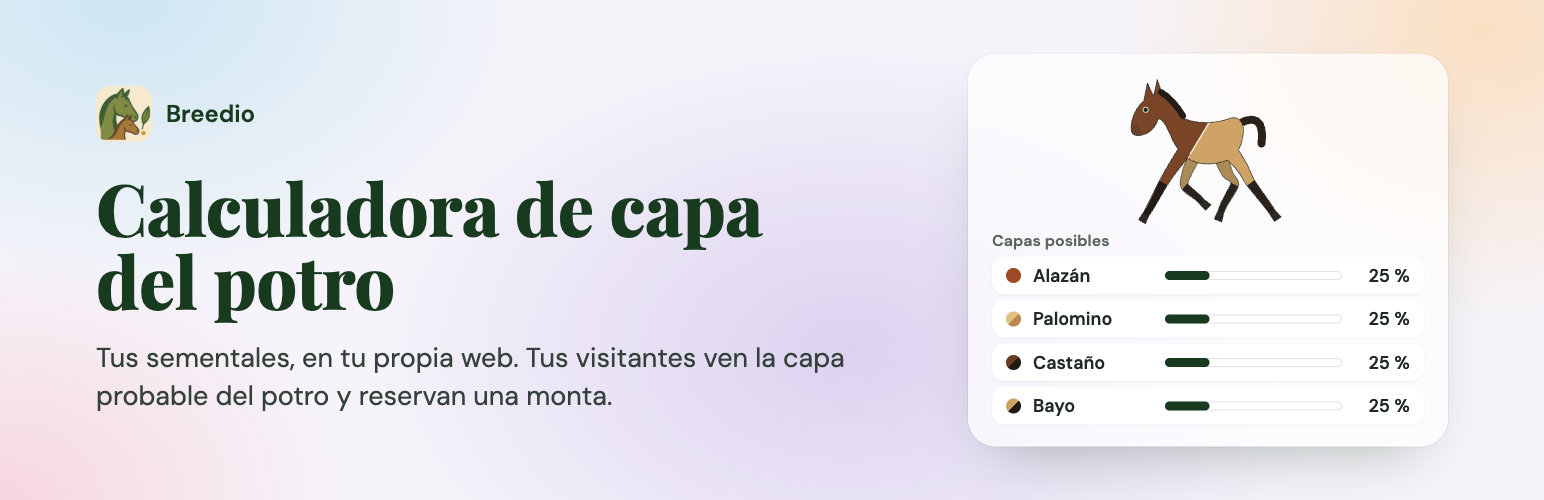 Breedio
Calculadora de capa
del potro
Tus sementales, en tu propia web. Tus visitantes ven la capa
probable del potro y reservan una monta.
Capas posibles
Alazán 25 %
Palomino 25 %
Castaño 25 %
Bayo 25 %